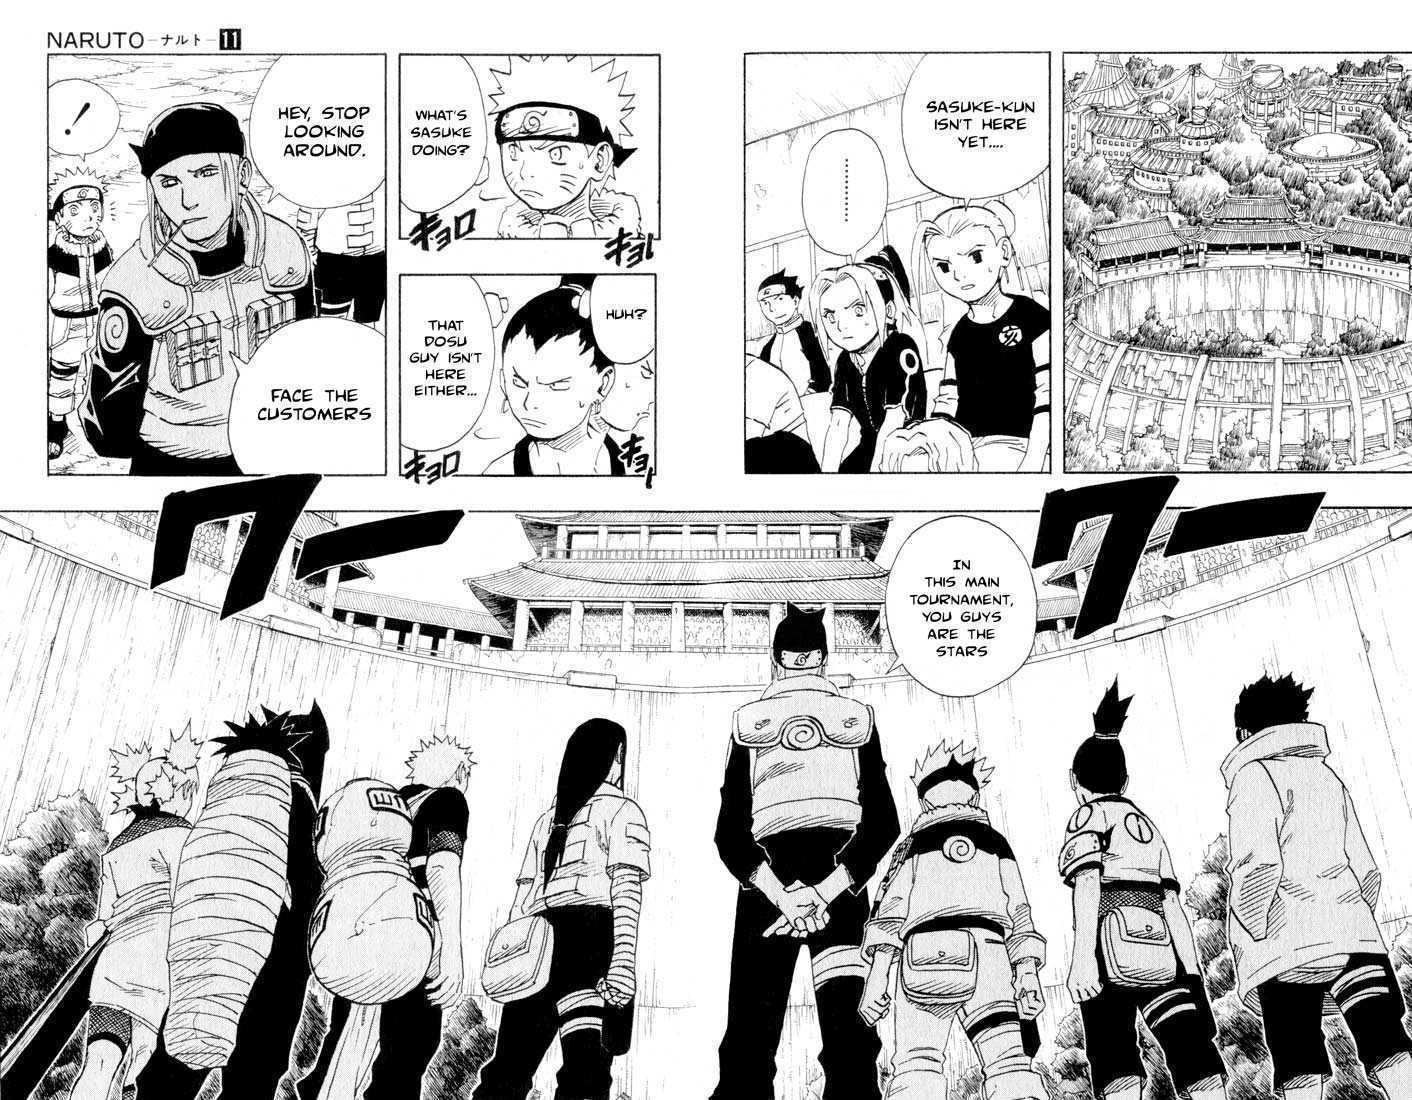 NARUTO—ナルト—11
SASUKE-KUN
ISN'T HERE
YET....
..........
WHAT'S
SASUKE
DOING?
キョロ
キョロ
HUH?
THAT
DOSU
GUY ISN'T
HERE
EITHER...
キョロ
キョロ
HEY, STOP
LOOKING
AROUND.
!
FACE THE
CUSTOMERS
ワー
ワー
IN
THIS MAIN
TOURNAMENT,
YOU GUYS
ARE THE
STARS